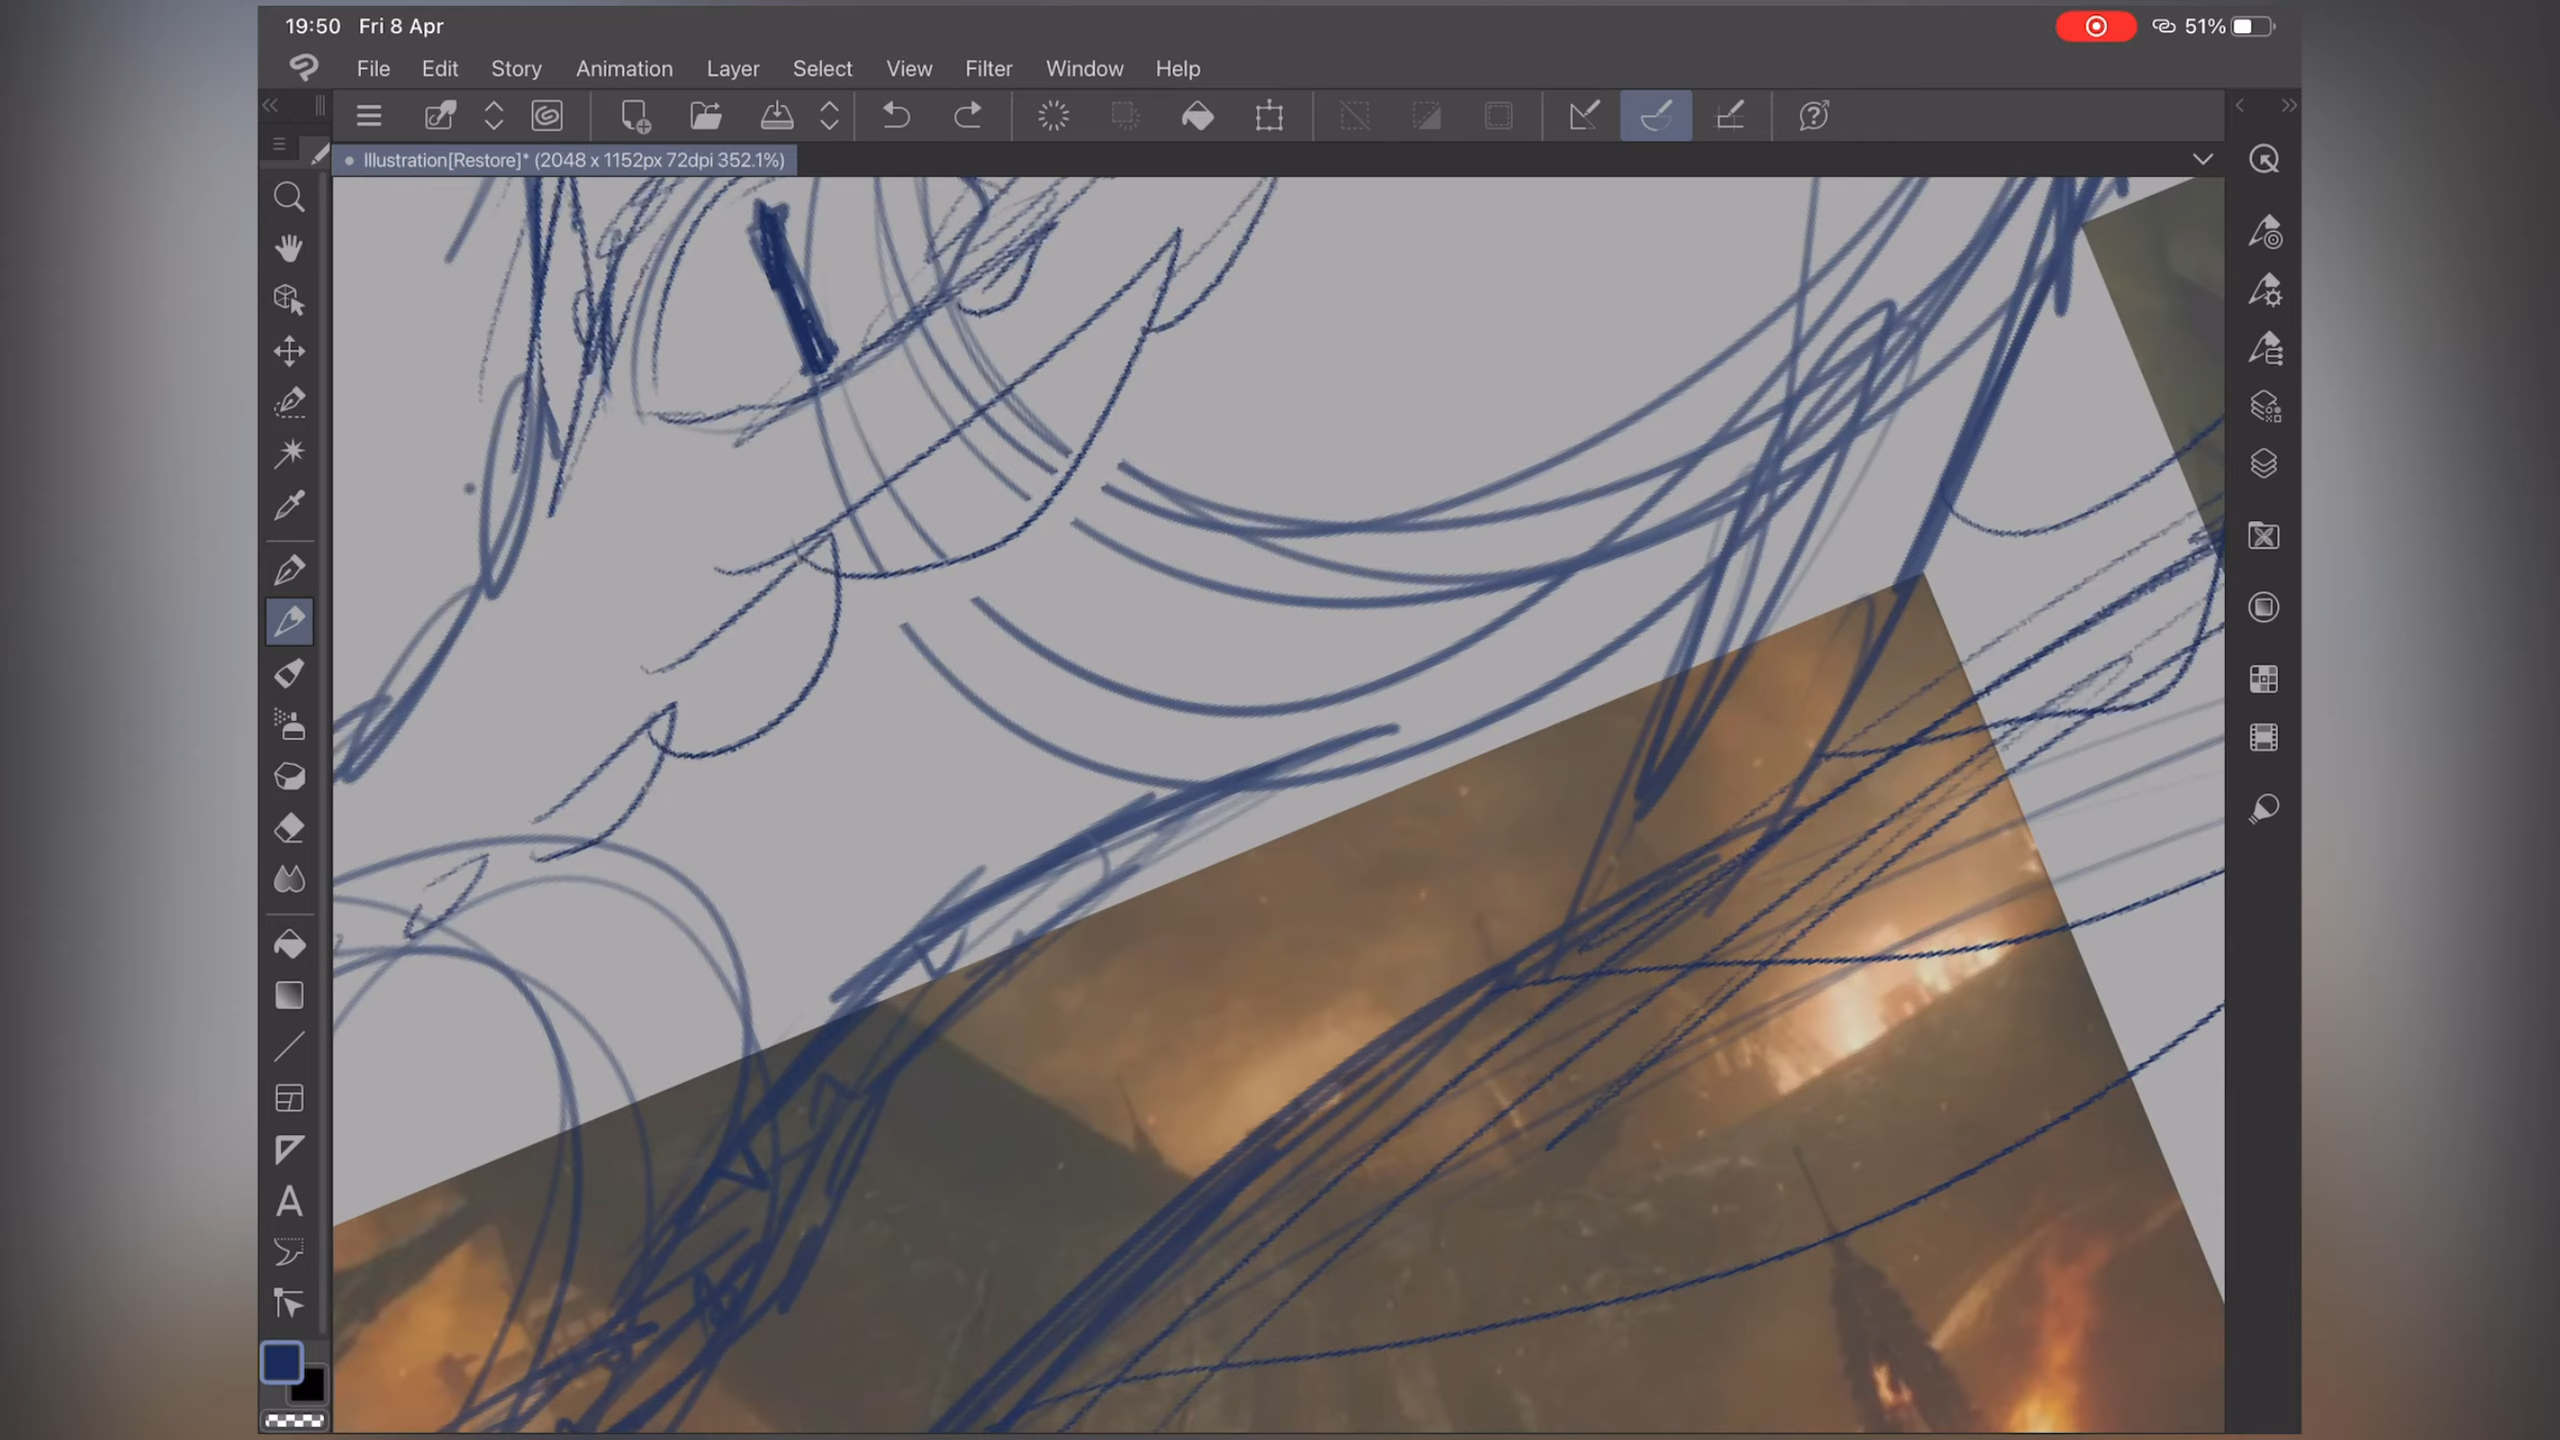 19:50 Fri 8 Apr 51%
File Edit Story Animation Layer Select View Filter Window Help
Illustration[Restore]* (2048 x 1152px 72dpi 352.1%)